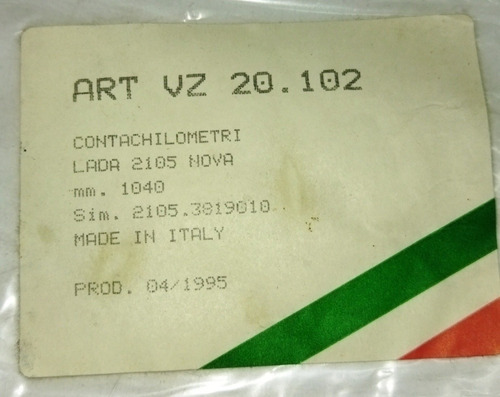 ART VZ 20.102
CONTACHILOMETRI
LADA 2105 NOVA
mm. 1040
Sim. 2105.3819010
MADE IN ITALY
PROD. 04/1995